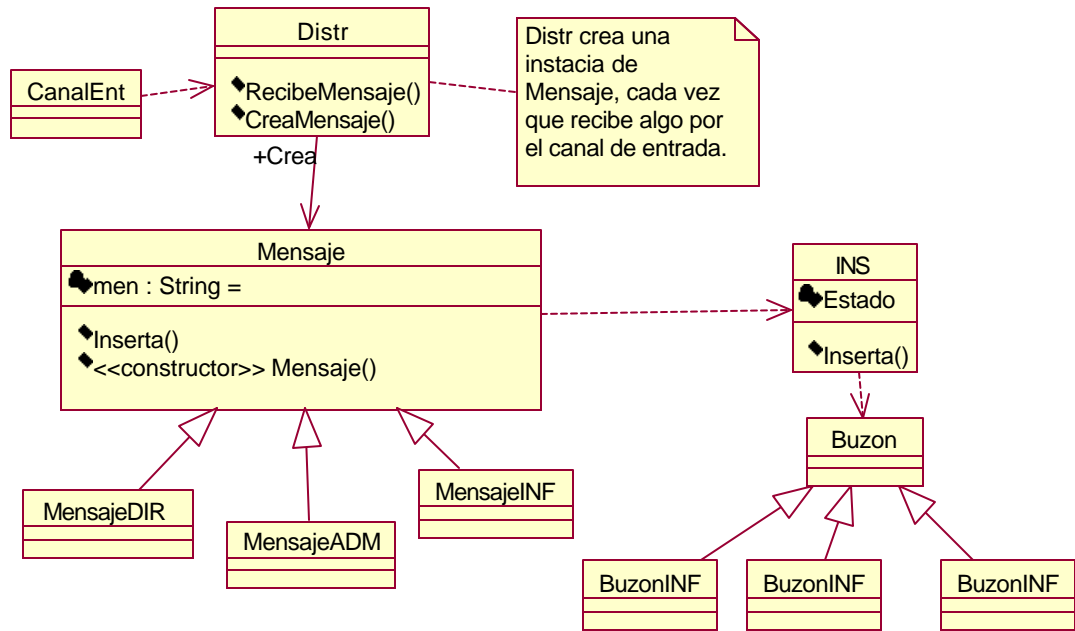 Distr
RecibeMensaje()
CreaMensaje()
CanalEnt
Distr crea una
instacia de
Mensaje, cada vez
que recibe algo por
el canal de entrada.
+Crea
Mensaje
men : String =
Inserta()
<<constructor>> Mensaje()
INS
Estado
Inserta()
Buzon
MensajeDIR
MensajeADM
MensajeINF
BuzonINF
BuzonINF
BuzonINF